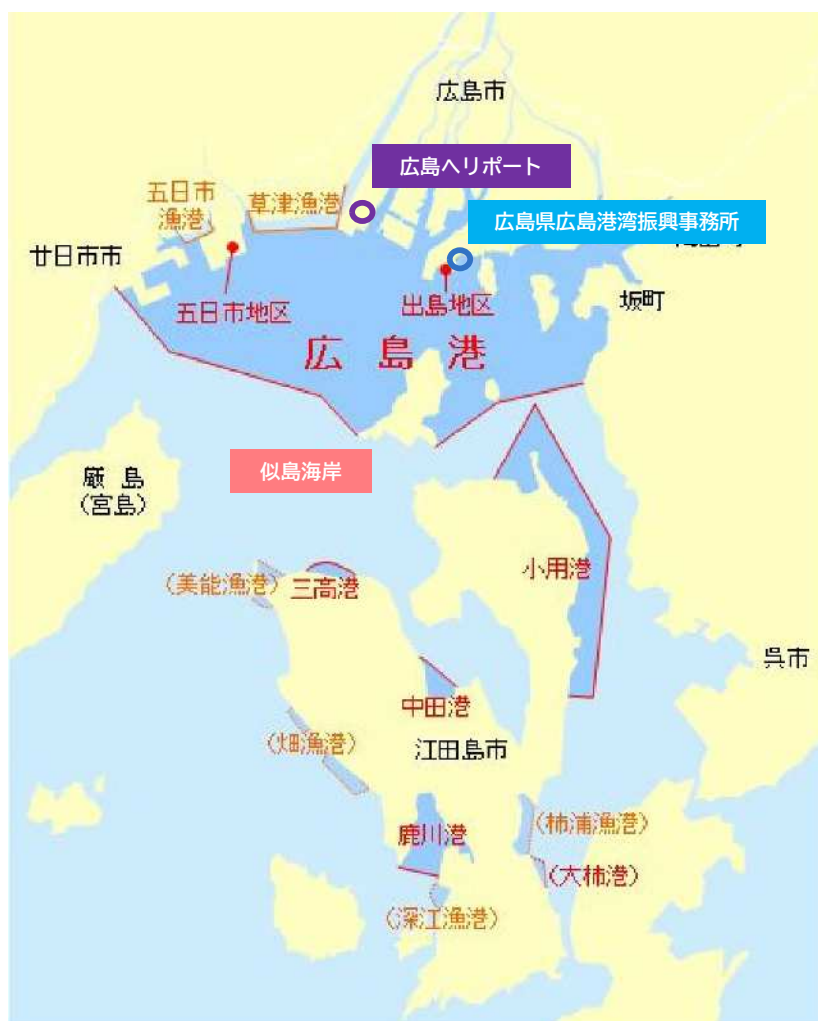 広島市
広島ヘリポート
五日市
漁港
草津漁港
広島県広島港湾振興事務所
廿日市市
坂町
五日市地区
出島地区
広島港
似島海岸
厳島
(宮島)
(美能漁港)
三高港
小用港
呉市
中田港
(畑漁港)
江田島市
鹿川港
(柿浦漁港)
(大柿港)
(深江漁港)